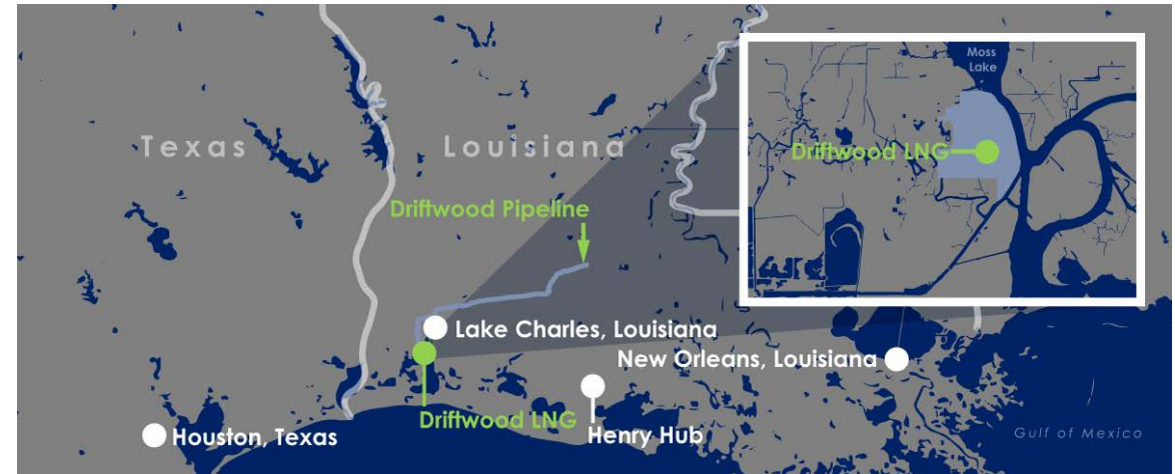 Moss
Lake
Driftwood LNG
Texas
Louisiana
Driftwood Pipeline
Lake Charles, Louisiana
New Orleans, Louisiana
Driftwood LNG
Henry Hub
Houston, Texas
Gulf of Mexico